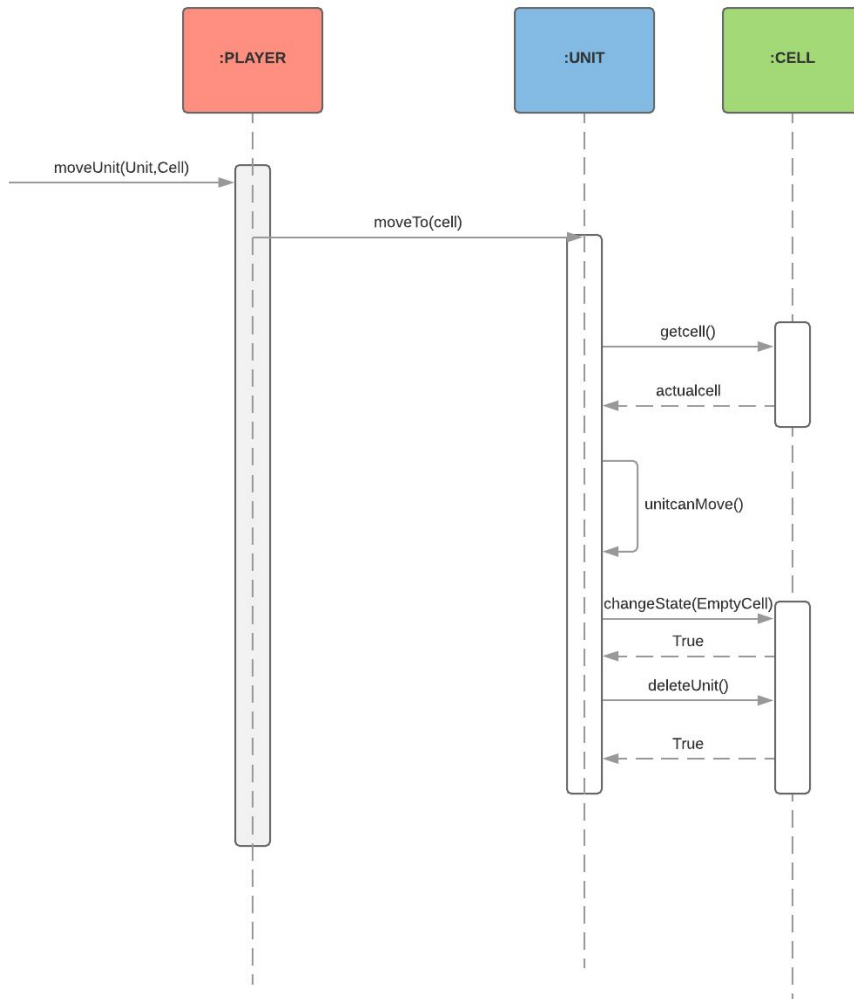 :PLAYER
:UNIT
:CELL
moveUnit(Unit,Cell)
moveTo(cell)
getcell()
actualcell
unitcanMove()
changeState(EmptyCell)
True
deleteUnit()
True